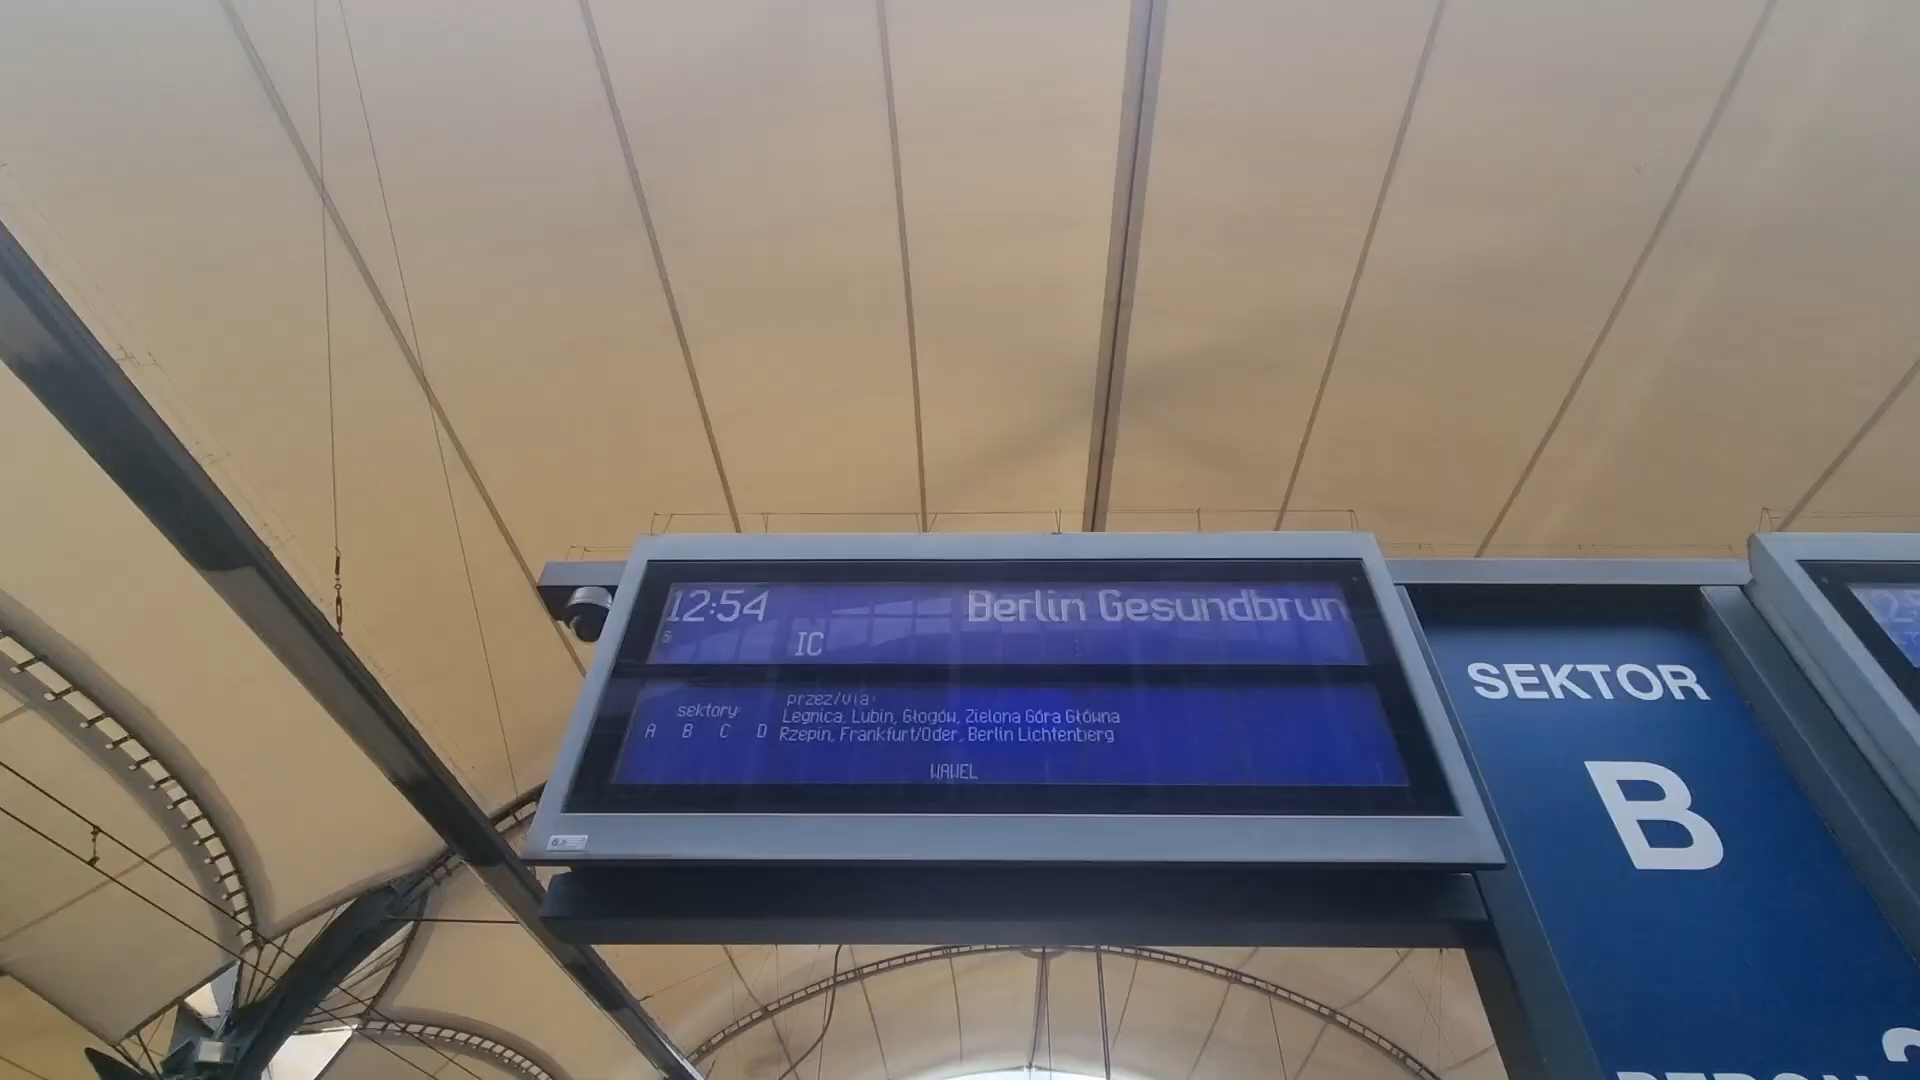 12:54 Berlin Gesundbrun
IC
przez/via:
sektory: Legnica, Lubin, Głogów, Zielona Góra Główna
A B C D Rzepin, Frankfurt/Oder, Berlin Lichtenberg
WAWEL
SEKTOR
B